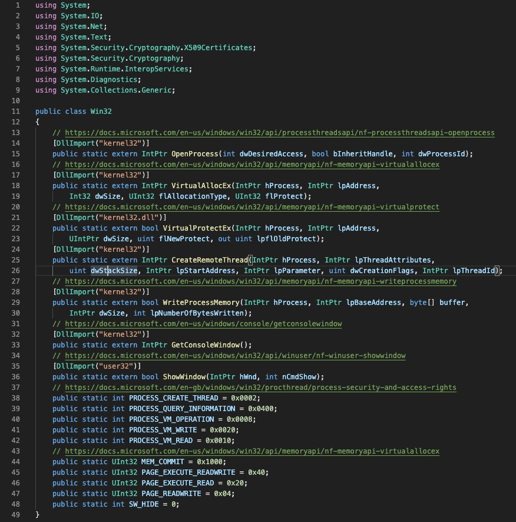 1 using System;
2 using System.IO;
3 using System.Net;
4 using System.Text;
5 using System.Security.Cryptography.X509Certificates;
6 using System.Security.Cryptography;
7 using System.Runtime.InteropServices;
8 using System.Diagnostics;
9 using System.Collections.Generic;
10
11 public class Win32
12 {
13 // https://docs.microsoft.com/en-us/windows/win32/api/processthreadsapi/nf-processthreadsapi-openprocess
14 [DllImport("kernel32")]
15 public static extern IntPtr OpenProcess(int dwDesiredAccess, bool bInheritHandle, int dwProcessId);
16 // https://docs.microsoft.com/en-us/windows/win32/api/memoryapi/nf-memoryapi-virtualallocex
17 [DllImport("kernel32")]
18 public static extern IntPtr VirtualAllocEx(IntPtr hProcess, IntPtr lpAddress,
19 Int32 dwSize, UInt32 flAllocationType, UInt32 flProtect);
20 // https://docs.microsoft.com/en-us/windows/win32/api/memoryapi/nf-memoryapi-virtualprotect
21 [DllImport("kernel32.dll")]
22 public static extern bool VirtualProtectEx(IntPtr hProcess, IntPtr lpAddress,
23 UIntPtr dwSize, uint flNewProtect, out uint lpflOldProtect);
24 [DllImport("kernel32")]
25 public static extern IntPtr CreateRemoteThread(IntPtr hProcess, IntPtr lpThreadAttributes,
26 uint dwStackSize, IntPtr lpStartAddress, IntPtr lpParameter, uint dwCreationFlags, IntPtr lpThreadId);
27 // https://docs.microsoft.com/en-us/windows/win32/api/memoryapi/nf-memoryapi-writeprocessmemory
28 [DllImport("kernel32")]
29 public static extern bool WriteProcessMemory(IntPtr hProcess, IntPtr lpBaseAddress, byte[] buffer,
30 IntPtr dwSize, int lpNumberOfBytesWritten);
31 // https://docs.microsoft.com/en-us/windows/console/getconsolewindow
32 [DllImport("kernel32")]
33 public static extern IntPtr GetConsoleWindow();
34 // https://docs.microsoft.com/en-us/windows/win32/api/winuser/nf-winuser-showwindow
35 [DllImport("user32")]
36 public static extern bool ShowWindow(IntPtr hWnd, int nCmdShow);
37 // https://docs.microsoft.com/en-gb/windows/win32/procthread/process-security-and-access-rights
38 public static int PROCESS_CREATE_THREAD = 0x0002;
39 public static int PROCESS_QUERY_INFORMATION = 0x0400;
40 public static int PROCESS_VM_OPERATION = 0x0008;
41 public static int PROCESS_VM_WRITE = 0x0020;
42 public static int PROCESS_VM_READ = 0x0010;
43 // https://docs.microsoft.com/en-us/windows/win32/api/memoryapi/nf-memoryapi-virtualallocex
44 public static UInt32 MEM_COMMIT = 0x1000;
45 public static UInt32 PAGE_EXECUTE_READWRITE = 0x40;
46 public static UInt32 PAGE_EXECUTE_READ = 0x20;
47 public static UInt32 PAGE_READWRITE = 0x04;
48 public static int SW_HIDE = 0;
49 }